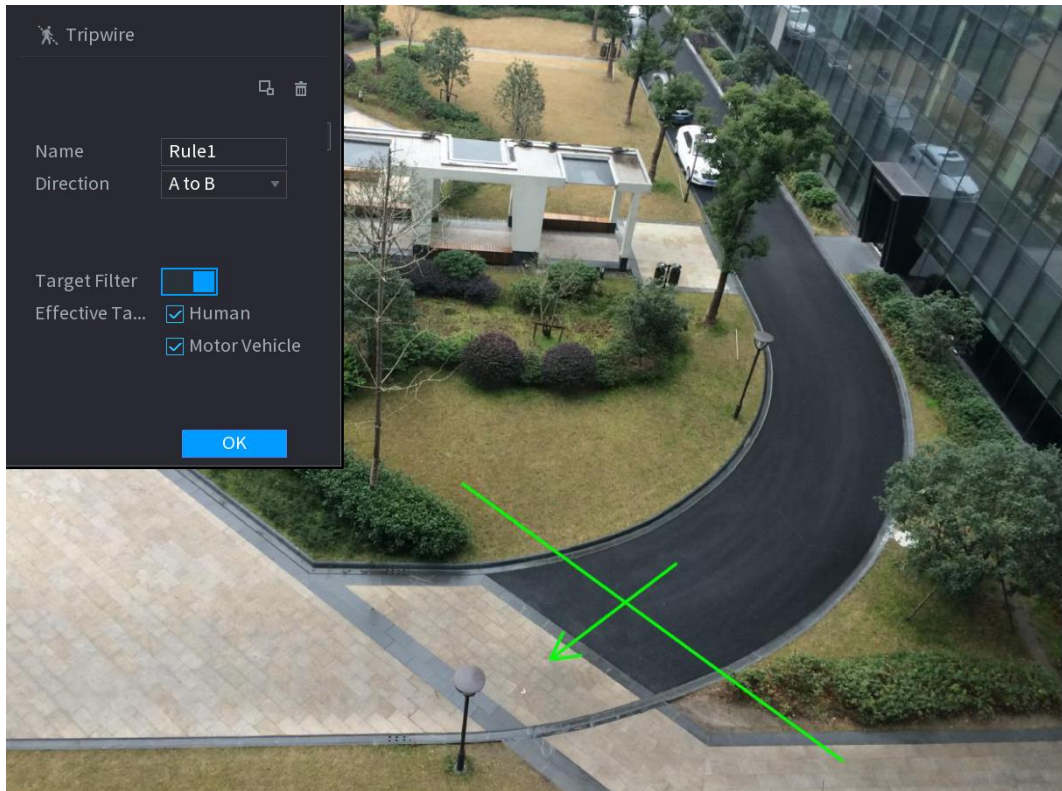 Tripwire
Name Rule1
Direction A to B
Target Filter
Effective Ta...
Human
Motor Vehicle
OK